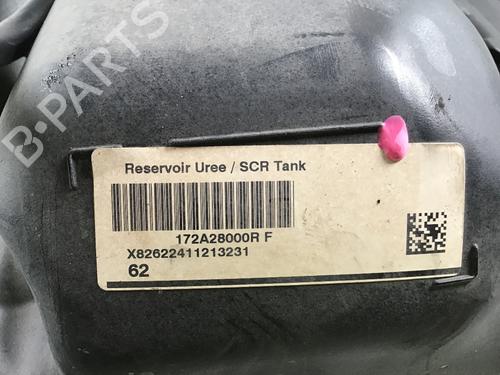 B-PARTS
Reservoir Uree / SCR Tank
172A28000R F
X82622411213231
62